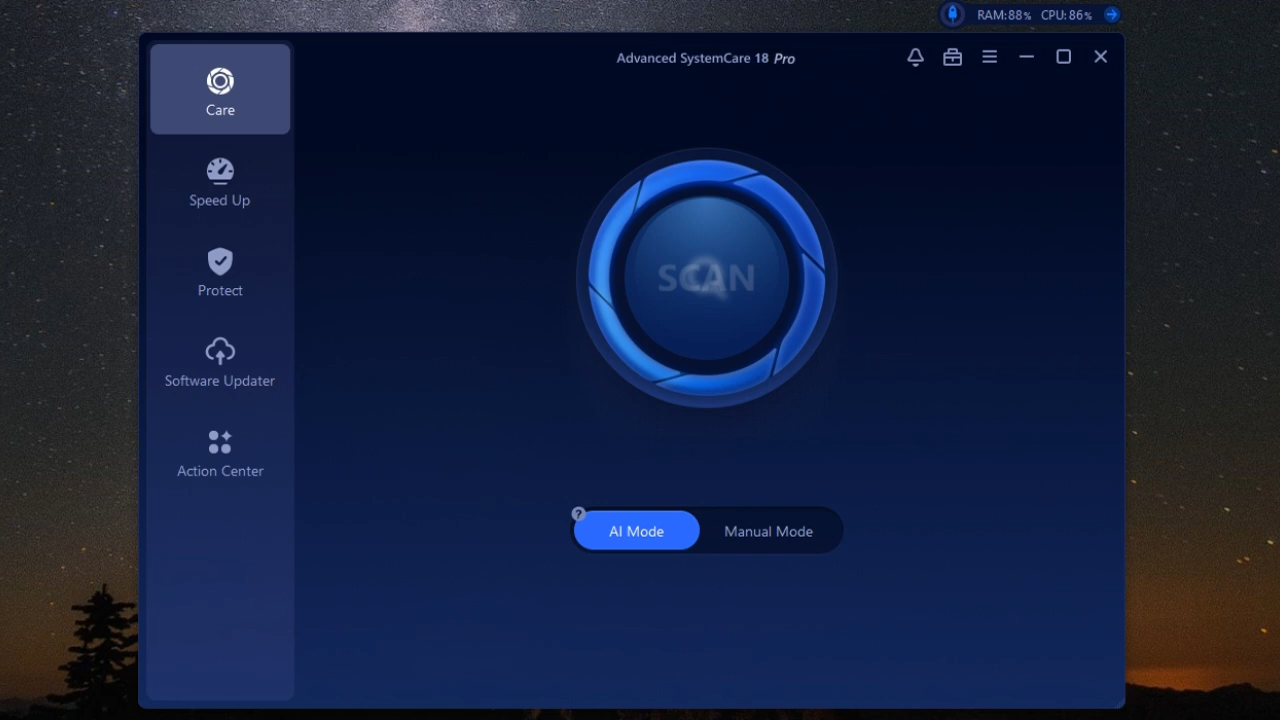 RAM:88% CPU:86%
Advanced SystemCare 18 Pro
Care
Speed Up
Protect
Software Updater
Action Center
SCAN
?
AI Mode
Manual Mode